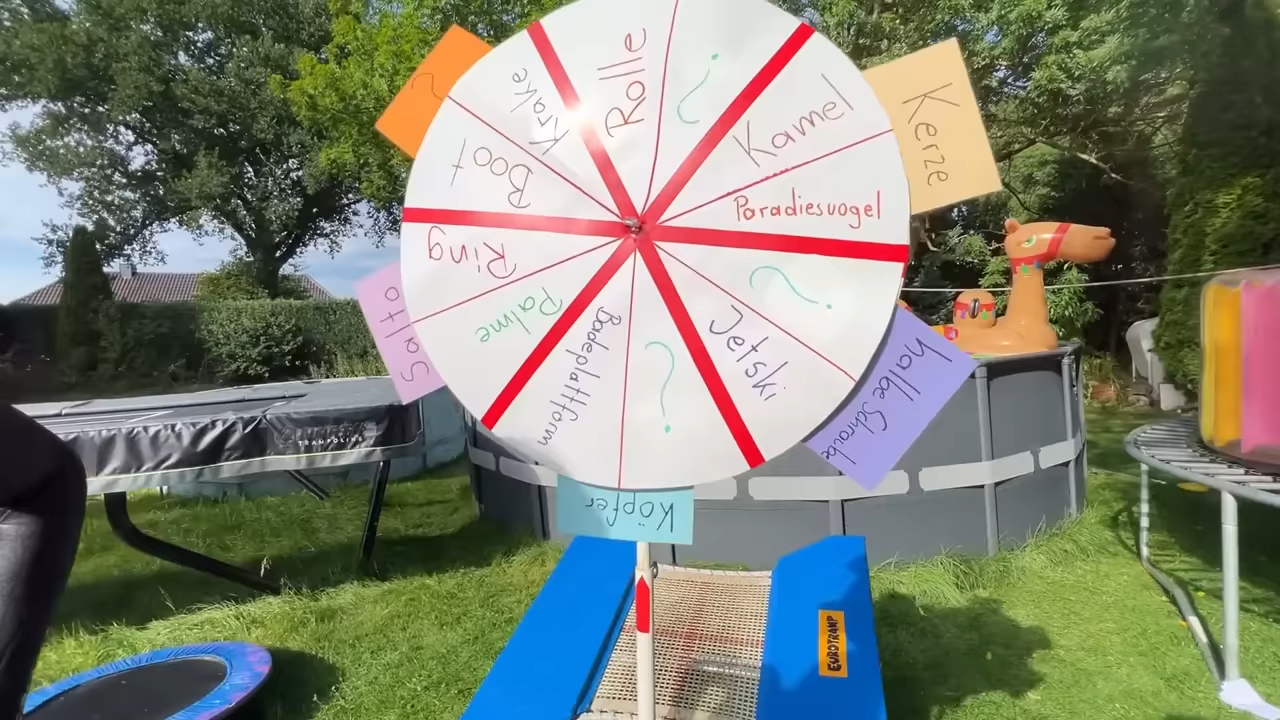 Rolle
?
Kamel
Kerze
Paradiesvogel
?
Jetski
halbe Schraube
?
Köpfer
Badeplattform
Palme
Salto
Ring
Boot
Krake
?
TRAMPOLINE
EUROTRAMP